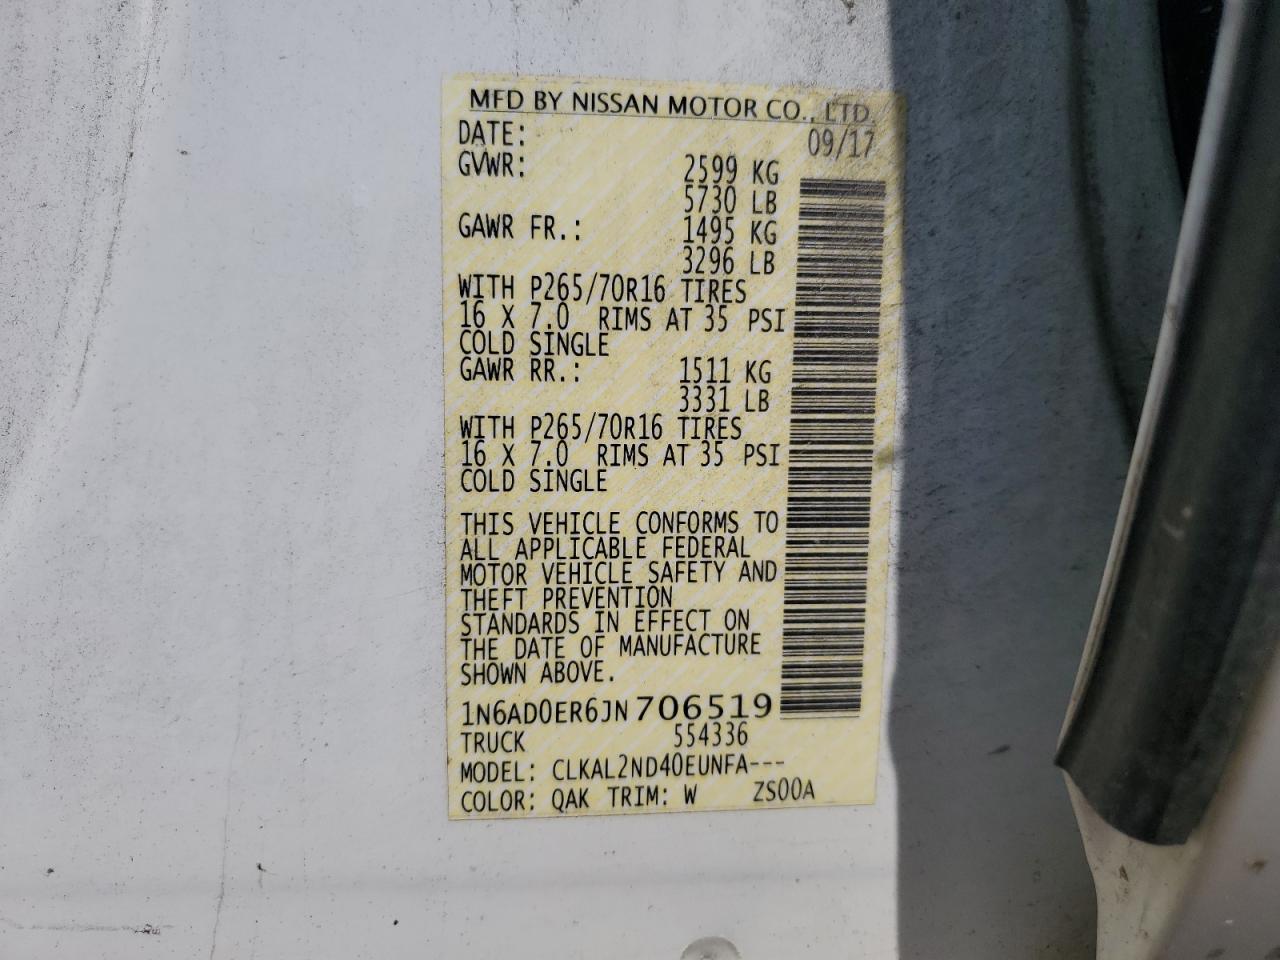 MFD BY NISSAN MOTOR CO., LTD.
DATE: 09/17
GVWR: 2599 KG
5730 LB
GAWR FR.: 1495 KG
3296 LB
WITH P265/70R16 TIRES
16 X 7.0 RIMS AT 35 PSI
COLD SINGLE
GAWR RR.: 1511 KG
3331 LB
WITH P265/70R16 TIRES
16 X 7.0 RIMS AT 35 PSI
COLD SINGLE
THIS VEHICLE CONFORMS TO
ALL APPLICABLE FEDERAL
MOTOR VEHICLE SAFETY AND
THEFT PREVENTION
STANDARDS IN EFFECT ON
THE DATE OF MANUFACTURE
SHOWN ABOVE.
1N6AD0ER6JN706519
TRUCK 554336
MODEL: CLKAL2ND40EUNFA---
COLOR: QAK TRIM: W ZS00A